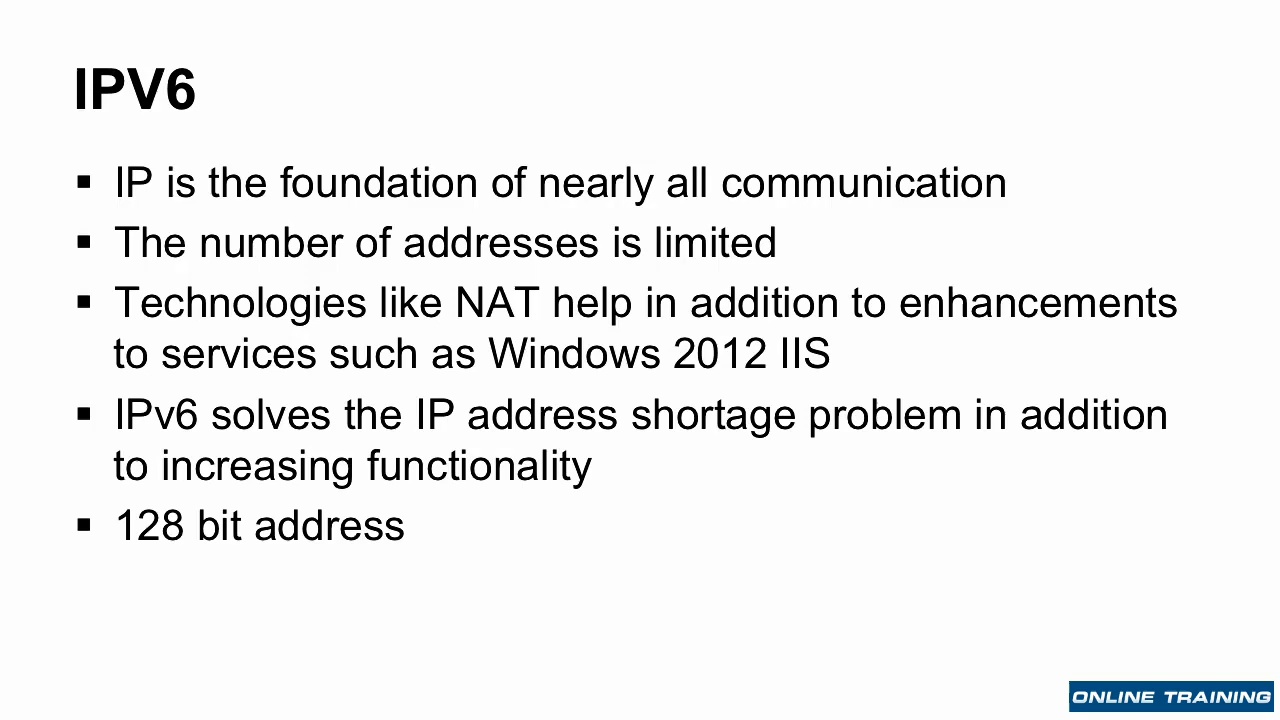 IPV6
▪ IP is the foundation of nearly all communication
▪ The number of addresses is limited
▪ Technologies like NAT help in addition to enhancements
to services such as Windows 2012 IIS
▪ IPv6 solves the IP address shortage problem in addition
to increasing functionality
▪ 128 bit address
ONLINE TRAINING